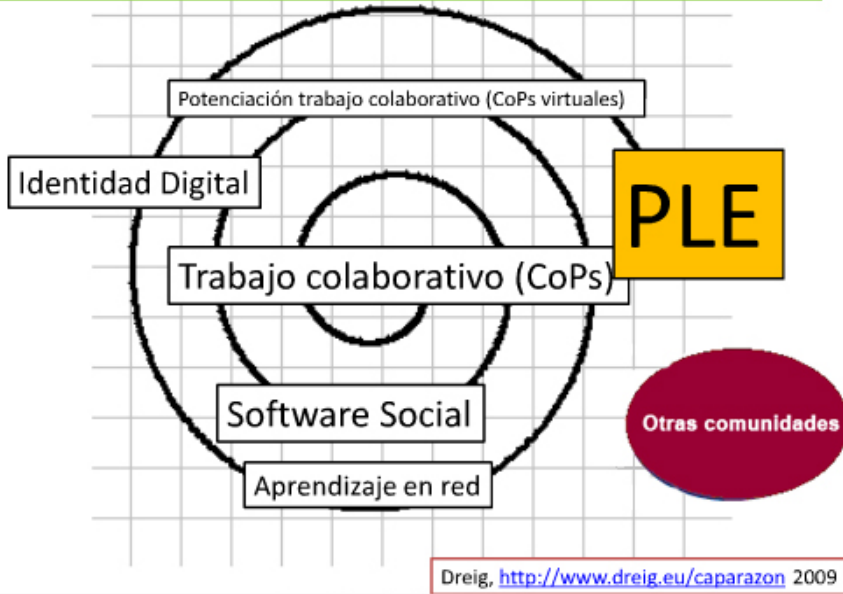 Potenciación trabajo colaborativo (CoPs virtuales)
Identidad Digital
PLE
Trabajo colaborativo (CoPs)
Software Social
Otras comunidades
Aprendizaje en red
Dreig, http://www.dreig.eu/caparazon 2009